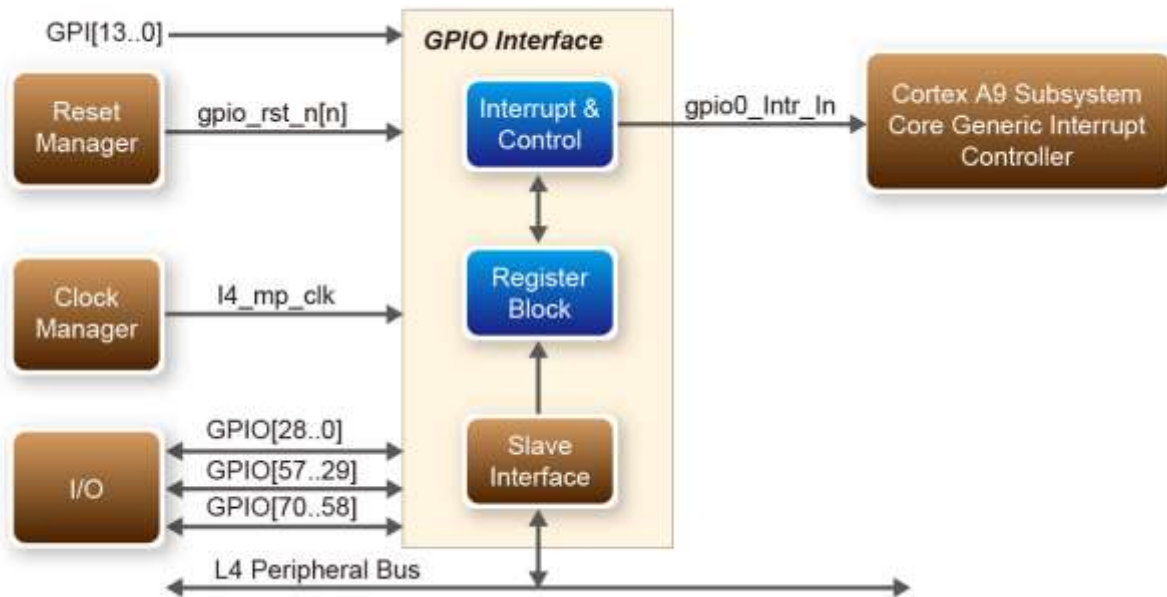 GPI[13..0]
GPIO Interface
Reset
Manager
gpio_rst_n[n]
Interrupt &
Control
gpio0_Intr_In
Cortex A9 Subsystem
Core Generic Interrupt
Controller
Clock
Manager
l4_mp_clk
Register
Block
I/O
GPIO[28..0]
GPIO[57..29]
GPIO[70..58]
Slave
Interface
L4 Peripheral Bus